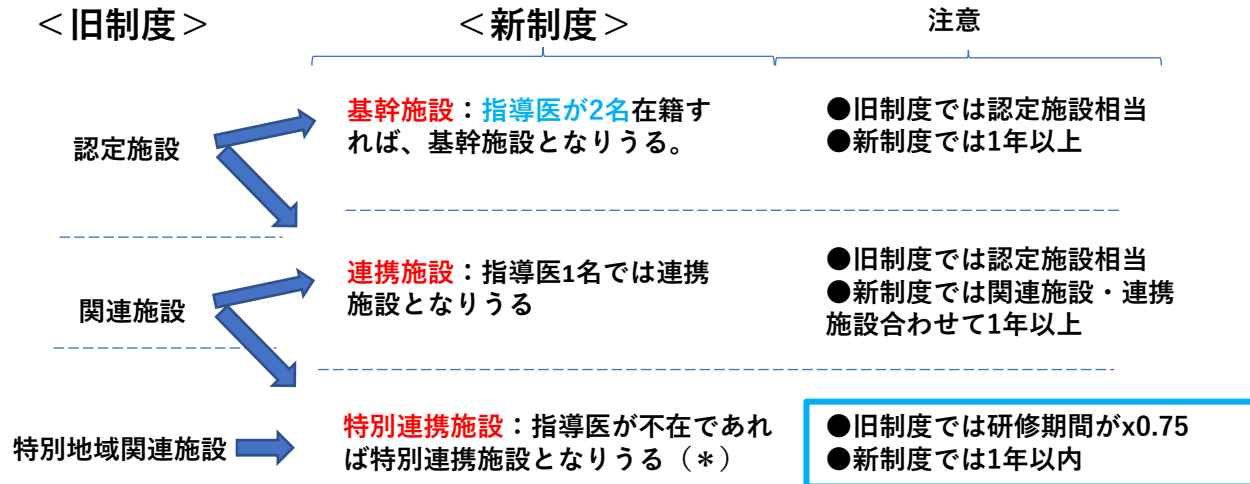 ＜旧制度＞
＜新制度＞
注意
認定施設
基幹施設：指導医が2名在籍す
れば、基幹施設となりうる。
●旧制度では認定施設相当
●新制度では1年以上
関連施設
連携施設：指導医1名では連携
施設となりうる
●旧制度では認定施設相当
●新制度では関連施設・連携
施設合わせて1年以上
特別地域関連施設
特別連携施設：指導医が不在であれ
ば特別連携施設となりうる（＊）
●旧制度では研修期間がx0.75
●新制度では1年以内